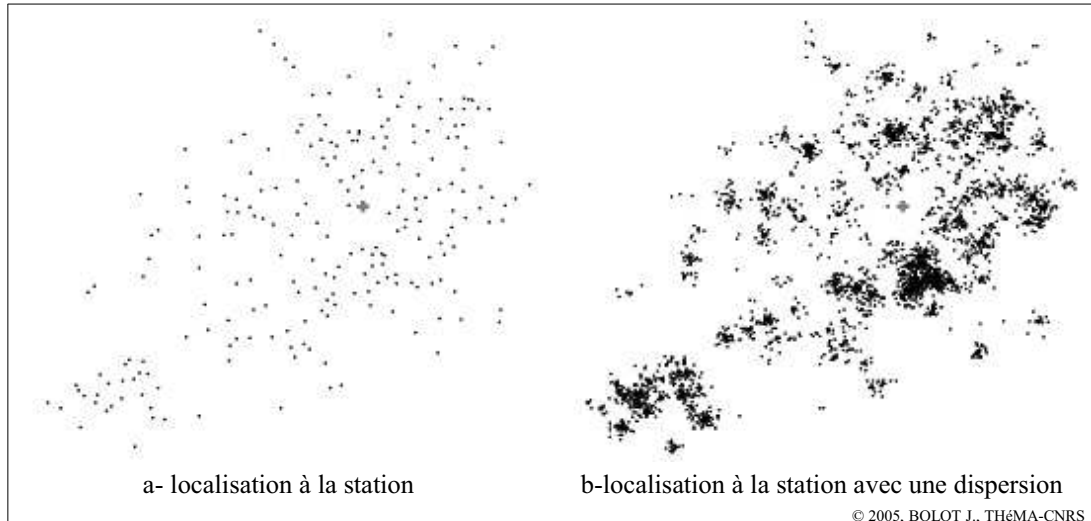 a- localisation à la station
b-localisation à la station avec une dispersion
© 2005, BOLOT J., THéMA-CNRS